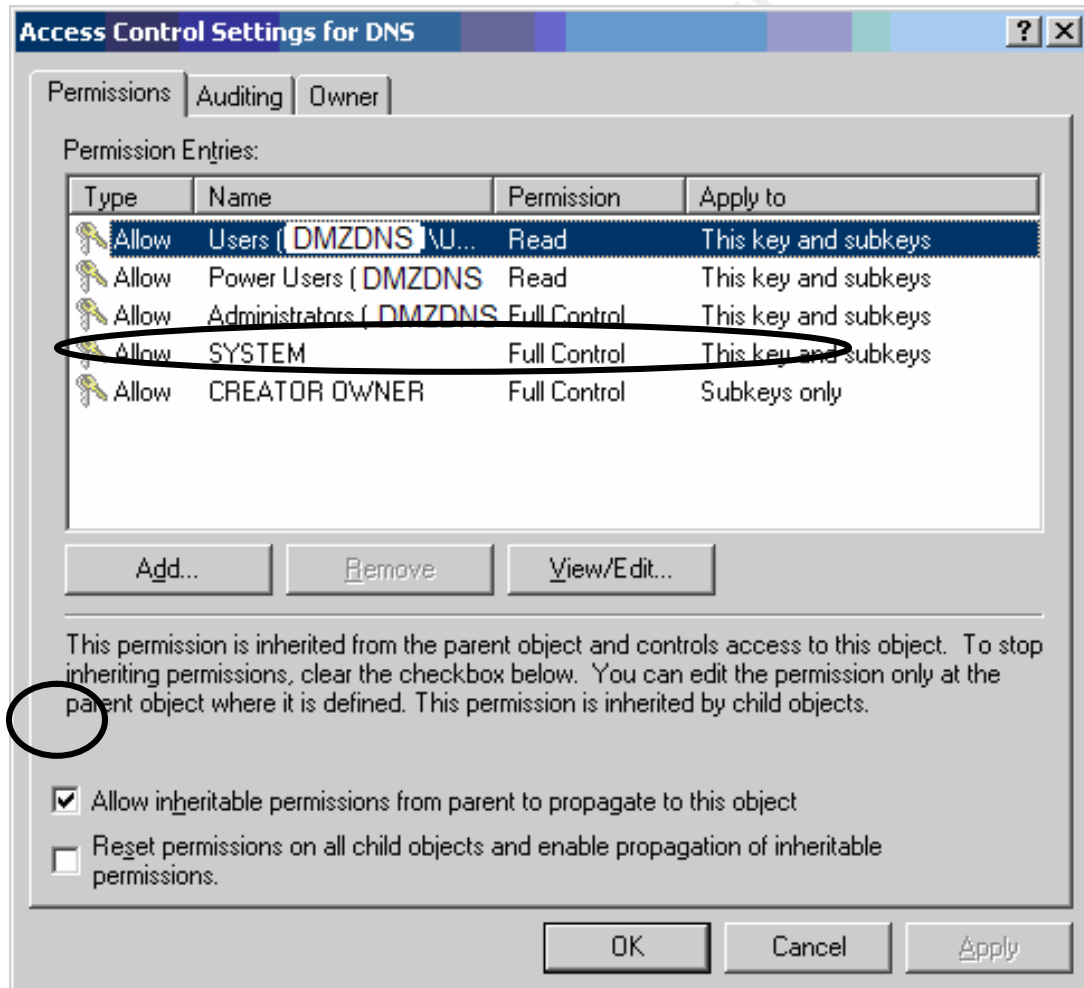 Access Control Settings for DNS
Permissions Auditing Owner
Permission Entries:
Type Name Permission Apply to
Allow Users ( DMZDNS \U... Read This key and subkeys
Allow Power Users ( DMZDNS Read This key and subkeys
Allow Administrators ( DMZDNS Full Control This key and subkeys
Allow SYSTEM Full Control This key and subkeys
Allow CREATOR OWNER Full Control Subkeys only
Add... Remove View/Edit...
This permission is inherited from the parent object and controls access to this object. To stop
inheriting permissions, clear the checkbox below. You can edit the permission only at the
parent object where it is defined. This permission is inherited by child objects.
Allow inheritable permissions from parent to propagate to this object
Reset permissions on all child objects and enable propagation of inheritable
permissions.
OK Cancel Apply